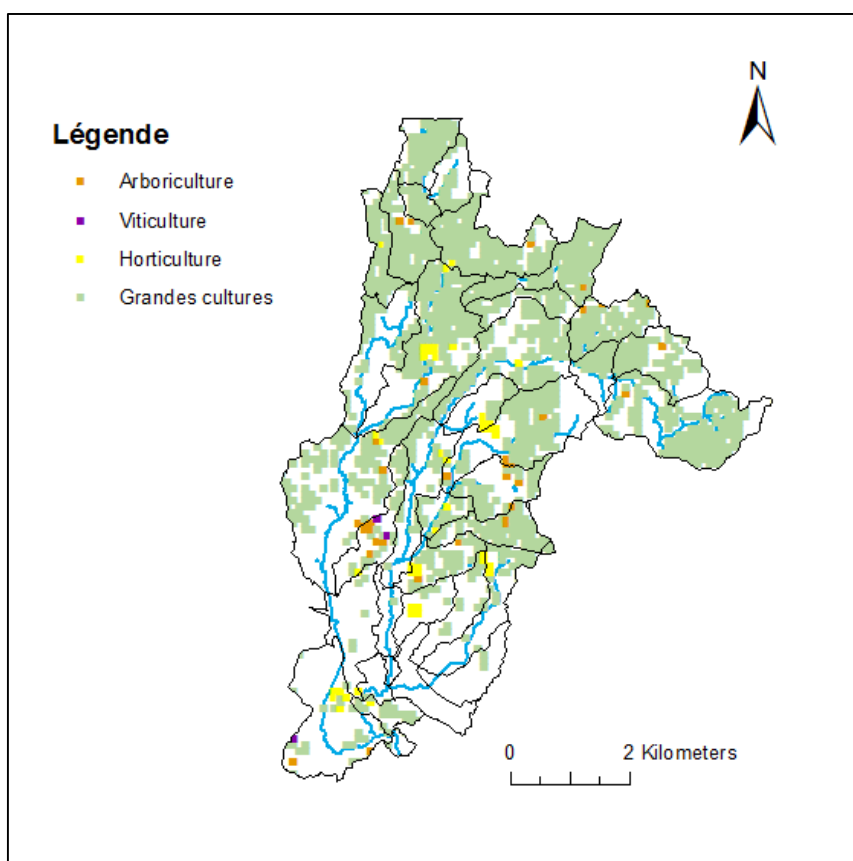 N
Légende
Arboriculture
Viticulture
Horticulture
Grandes cultures
0 2 Kilometers